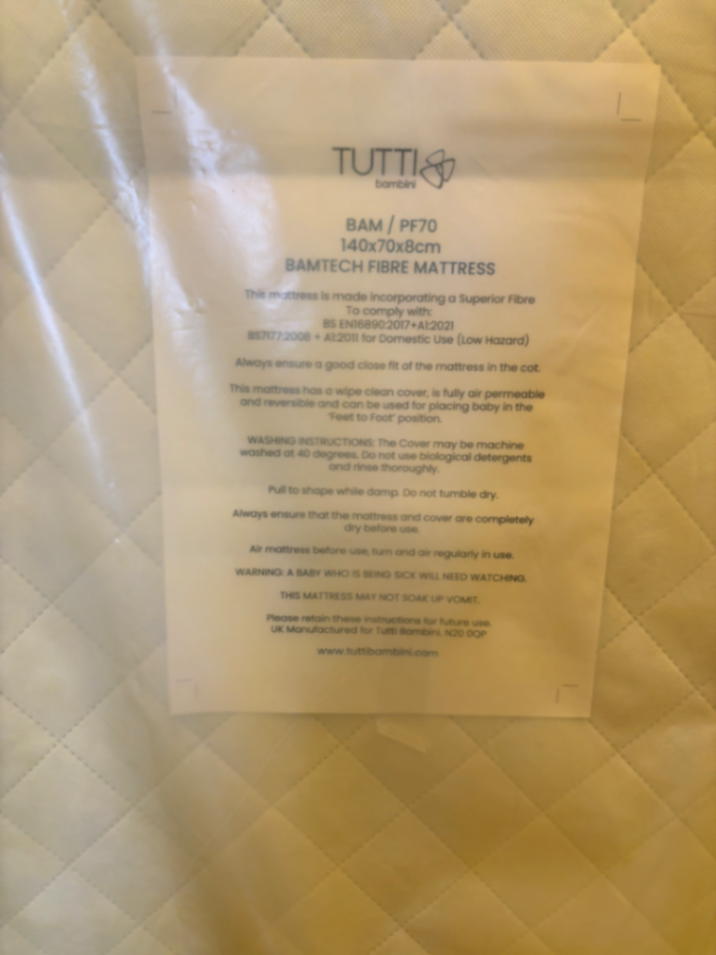 TUTTI
bambini
BAM / PF70
140x70x8cm
BAMTECH FIBRE MATTRESS
This mattress is made incorporating a Superior Fibre
To comply with:
BS EN16890:2017+A1:2021
BS7177:2008 + A1:2011 for Domestic Use (Low Hazard)
Always ensure a good close fit of the mattress in the cot.
This mattress has a wipe clean cover, is fully air permeable
and reversible and can be used for placing baby in the
'Feet to Foot' position.
WASHING INSTRUCTIONS: The Cover may be machine
washed at 40 degrees. Do not use biological detergents
and rinse thoroughly.
Pull to shape while damp. Do not tumble dry.
Always ensure that the mattress and cover are completely
dry before use.
Air mattress before use, turn and air regularly in use.
WARNING: A BABY WHO IS BEING SICK WILL NEED WATCHING.
THIS MATTRESS MAY NOT SOAK UP VOMIT.
Please retain these instructions for future use.
UK Manufactured for Tutti Bambini. N20 0QP
www.tuttibambini.com